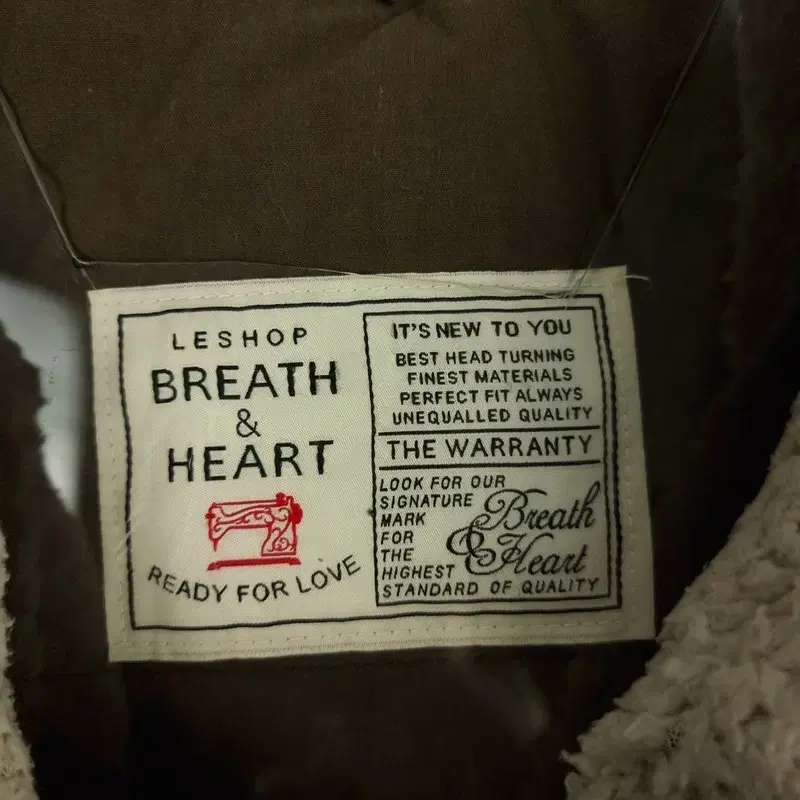 LESHOP
BREATH
&
HEART
READY FOR LOVE
IT'S NEW TO YOU
BEST HEAD TURNING
FINEST MATERIALS
PERFECT FIT ALWAYS
UNEQUALLED QUALITY
THE WARRANTY
LOOK FOR OUR
SIGNATURE
MARK
FOR
THE
HIGHEST
Breath
& Heart
STANDARD OF QUALITY